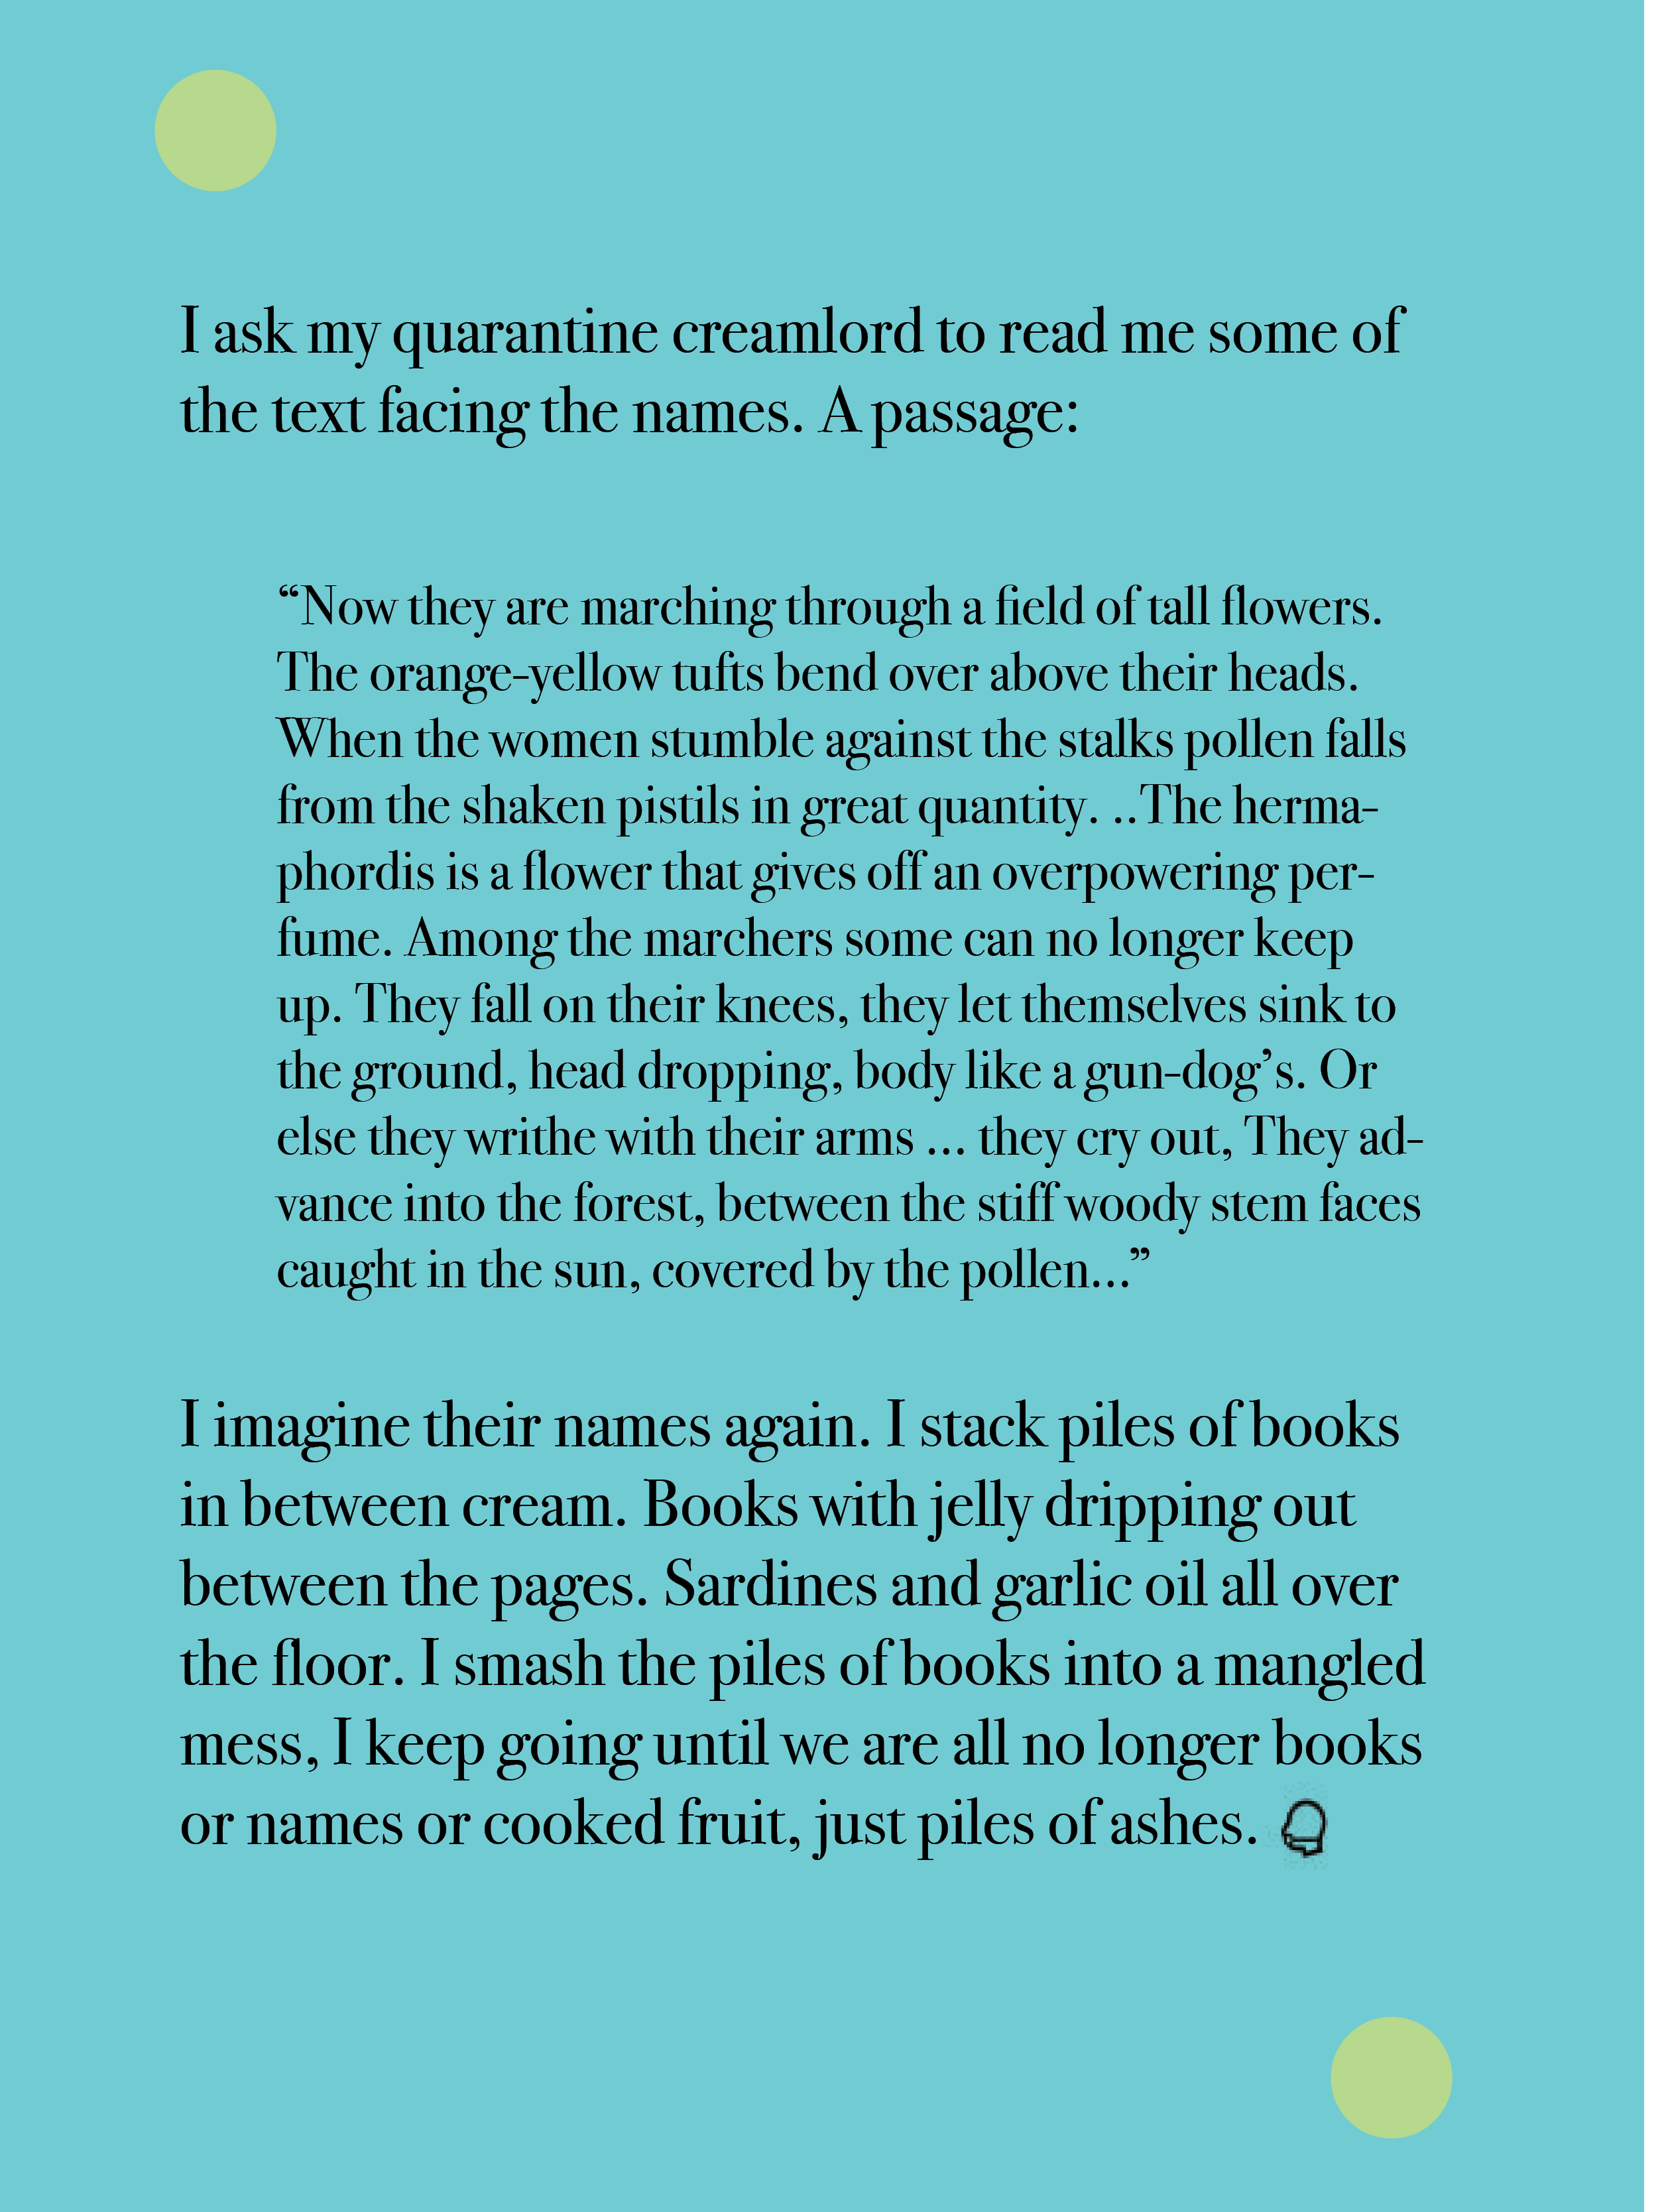 I ask my quarantine creamlord to read me some of
the text facing the names. A passage:
“Now they are marching through a field of tall flowers.
The orange-yellow tufts bend over above their heads.
When the women stumble against the stalks pollen falls
from the shaken pistils in great quantity. ..The herma-
phordis is a flower that gives off an overpowering per-
fume. Among the marchers some can no longer keep
up. They fall on their knees, they let themselves sink to
the ground, head dropping, body like a gun-dog’s. Or
else they writhe with their arms ... they cry out, They ad-
vance into the forest, between the stiff woody stem faces
caught in the sun, covered by the pollen...”
I imagine their names again. I stack piles of books
in between cream. Books with jelly dripping out
between the pages. Sardines and garlic oil all over
the floor. I smash the piles of books into a mangled
mess, I keep going until we are all no longer books
or names or cooked fruit, just piles of ashes.